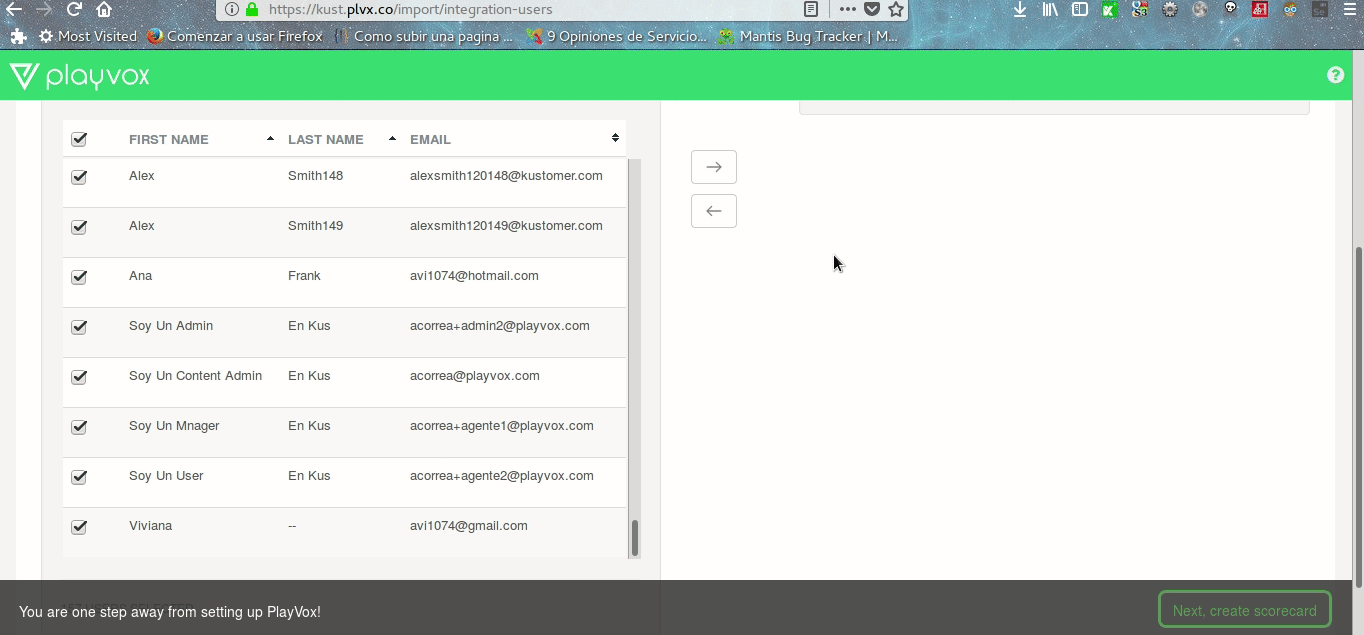 https://kust.plvx.co/import/integration-users
Most Visited Comenzar a usar Firefox Como subir una pagina ... 9 Opiniones de Servicio... Mantis Bug Tracker | M...
playvox ?
FIRST NAME LAST NAME EMAIL
Alex Smith148 alexsmith120148@kustomer.com
Alex Smith149 alexsmith120149@kustomer.com
Ana Frank avi1074@hotmail.com
Soy Un Admin En Kus acorrea+admin2@playvox.com
Soy Un Content Admin En Kus acorrea@playvox.com
Soy Un Mnager En Kus acorrea+agente1@playvox.com
Soy Un User En Kus acorrea+agente2@playvox.com
Viviana -- avi1074@gmail.com
You are one step away from setting up PlayVox! Next, create scorecard